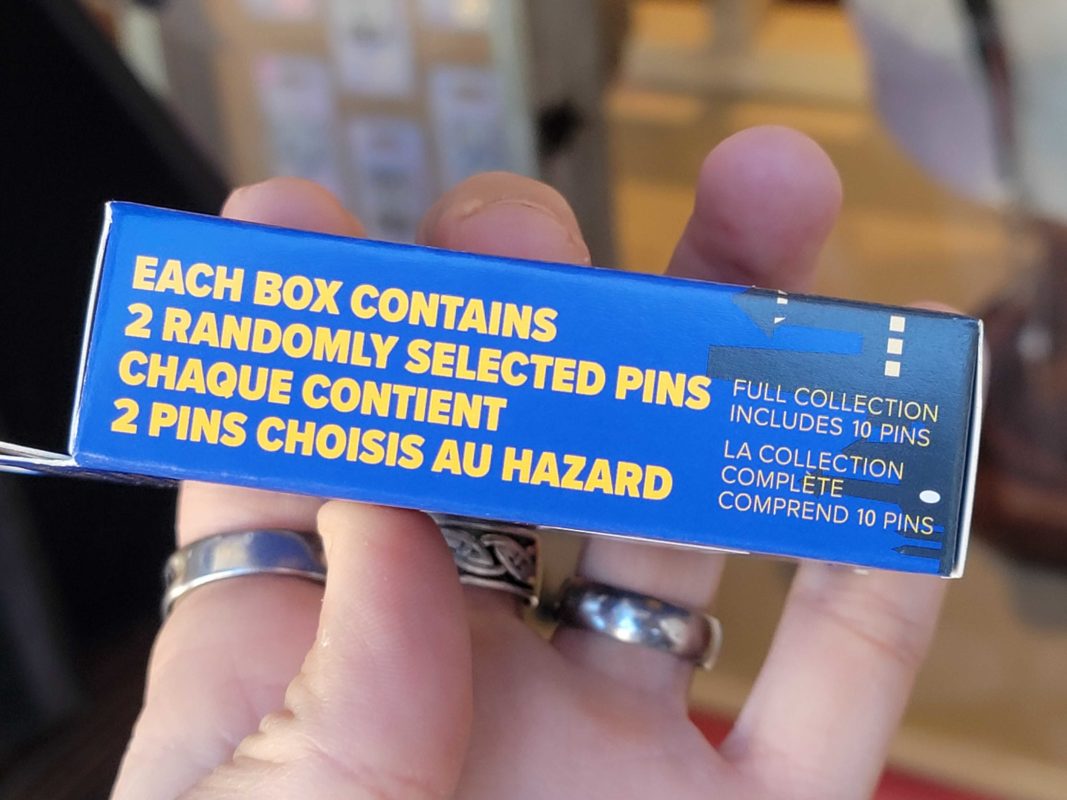 EACH BOX CONTAINS
2 RANDOMLY SELECTED PINS
CHAQUE CONTIENT
2 PINS CHOISIS AU HAZARD
FULL COLLECTION
INCLUDES 10 PINS
LA COLLECTION
COMPLÈTE
COMPREND 10 PINS